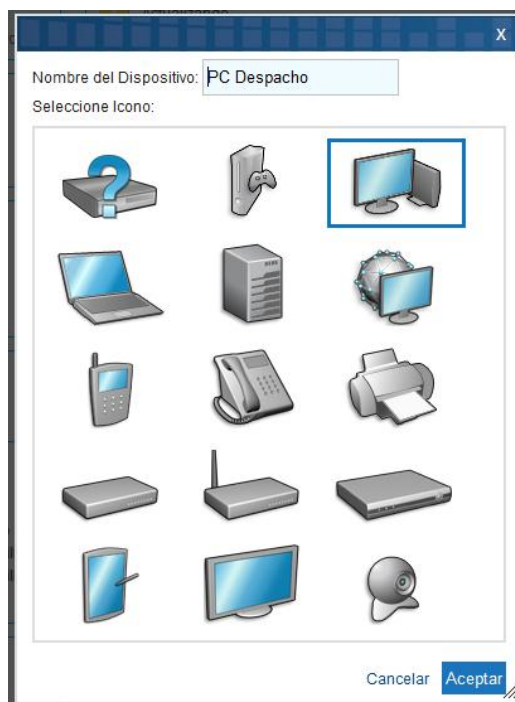 X
Nombre del Dispositivo: PC Despacho
Seleccione Icono:
?
Cancelar Aceptar